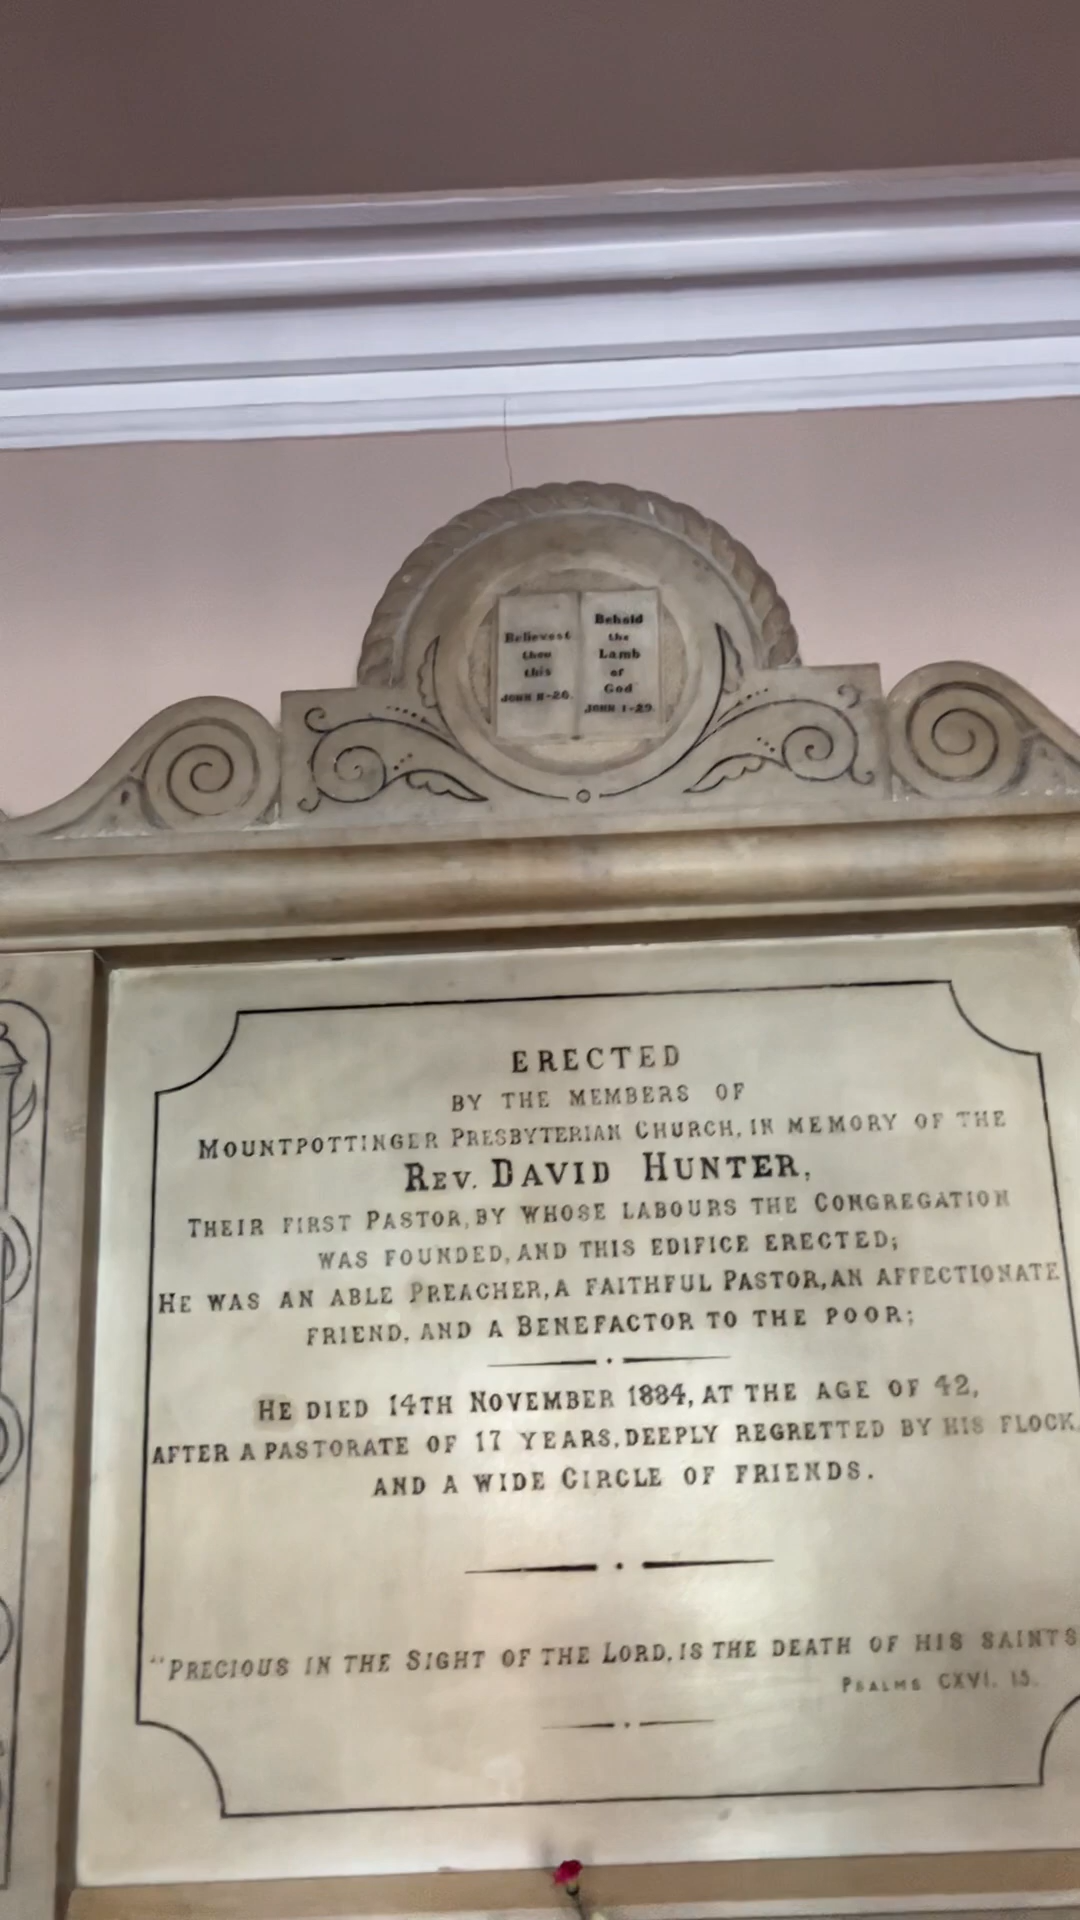 Believest
thou
this
JOHN 11-26.
Behold
the
Lamb
of
God
JOHN 1-29.
ERECTED
BY THE MEMBERS OF
MOUNTPOTTINGER PRESBYTERIAN CHURCH, IN MEMORY OF THE
REV. DAVID HUNTER,
THEIR FIRST PASTOR, BY WHOSE LABOURS THE CONGREGATION
WAS FOUNDED, AND THIS EDIFICE ERECTED;
HE WAS AN ABLE PREACHER, A FAITHFUL PASTOR, AN AFFECTIONATE
FRIEND, AND A BENEFACTOR TO THE POOR;
HE DIED 14TH NOVEMBER 1884, AT THE AGE OF 42,
AFTER A PASTORATE OF 17 YEARS, DEEPLY REGRETTED BY HIS FLOCK,
AND A WIDE CIRCLE OF FRIENDS.
"PRECIOUS IN THE SIGHT OF THE LORD, IS THE DEATH OF HIS SAINTS
PSALMS CXVI. 15.